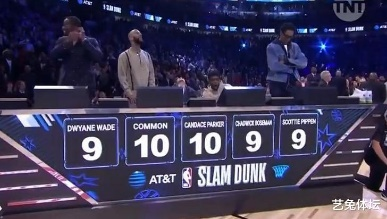 TNT
DWYANE WADE
9
COMMON
10
CANDACE PARKER
10
CHADWICK BOSEMAN
9
SCOTTIE PIPPEN
9
AT&T
NBA
SLAM DUNK
艺兔体坛